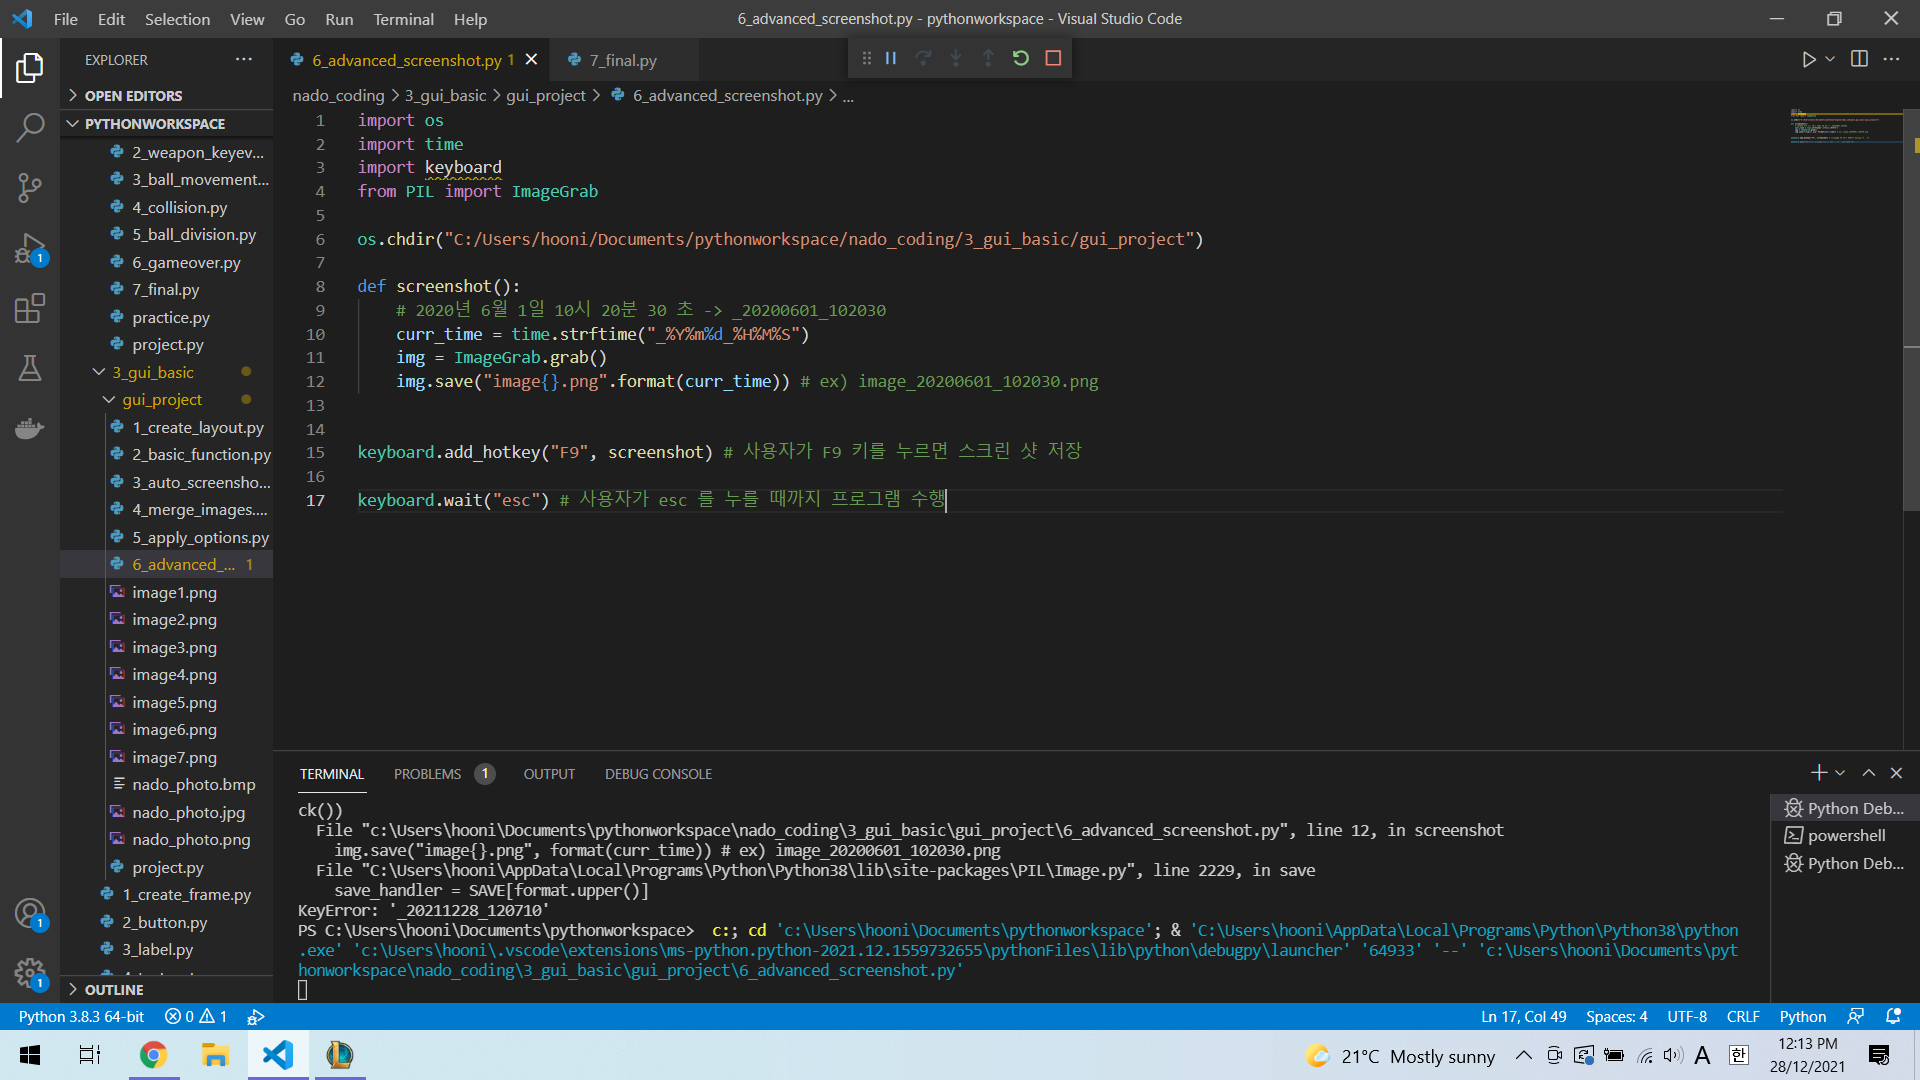 File Edit Selection View Go Run Terminal Help
6_advanced_screenshot.py - pythonworkspace - Visual Studio Code
EXPLORER
6_advanced_screenshot.py 1
7_final.py
OPEN EDITORS
PYTHONWORKSPACE
2_weapon_keyev...
3_ball_movement...
4_collision.py
5_ball_division.py
6_gameover.py
7_final.py
practice.py
project.py
3_gui_basic
gui_project
1_create_layout.py
2_basic_function.py
3_auto_screensho...
4_merge_images....
5_apply_options.py
6_advanced_... 1
image1.png
image2.png
image3.png
image4.png
image5.png
image6.png
image7.png
nado_photo.bmp
nado_photo.jpg
nado_photo.png
project.py
1_create_frame.py
2_button.py
3_label.py
OUTLINE
1
1
1
nado_coding > 3_gui_basic > gui_project > 6_advanced_screenshot.py > ...
1 import os
2 import time
3 import keyboard
4 from PIL import ImageGrab
5
6 os.chdir("C:/Users/hooni/Documents/pythonworkspace/nado_coding/3_gui_basic/gui_project")
7
8 def screenshot():
9 # 2020년 6월 1일 10시 20분 30 초 -> _20200601_102030
10 curr_time = time.strftime("_%Y%m%d_%H%M%S")
11 img = ImageGrab.grab()
12 img.save("image{}.png".format(curr_time)) # ex) image_20200601_102030.png
13
14
15 keyboard.add_hotkey("F9", screenshot) # 사용자가 F9 키를 누르면 스크린 샷 저장
16
17 keyboard.wait("esc") # 사용자가 esc 를 누를 때까지 프로그램 수행
TERMINAL PROBLEMS 1 OUTPUT DEBUG CONSOLE
ck())
File "c:\Users\hooni\Documents\pythonworkspace\nado_coding\3_gui_basic\gui_project\6_advanced_screenshot.py", line 12, in screenshot
img.save("image{}.png", format(curr_time)) # ex) image_20200601_102030.png
File "C:\Users\hooni\AppData\Local\Programs\Python\Python38\lib\site-packages\PIL\Image.py", line 2229, in save
save_handler = SAVE[format.upper()]
KeyError: '_20211228_120710'
PS C:\Users\hooni\Documents\pythonworkspace> c:; cd 'c:\Users\hooni\Documents\pythonworkspace'; & 'C:\Users\hooni\AppData\Local\Programs\Python\Python38\python
.exe' 'c:\Users\hooni\.vscode\extensions\ms-python.python-2021.12.1559732655\pythonFiles\lib\python\debugpy\launcher' '64933' '--' 'c:\Users\hooni\Documents\pyt
honworkspace\nado_coding\3_gui_basic\gui_project\6_advanced_screenshot.py'
Python Deb...
powershell
Python Deb...
Python 3.8.3 64-bit 0 1
Ln 17, Col 49 Spaces: 4 UTF-8 CRLF Python
21°C Mostly sunny A 한
12:13 PM
28/12/2021
3